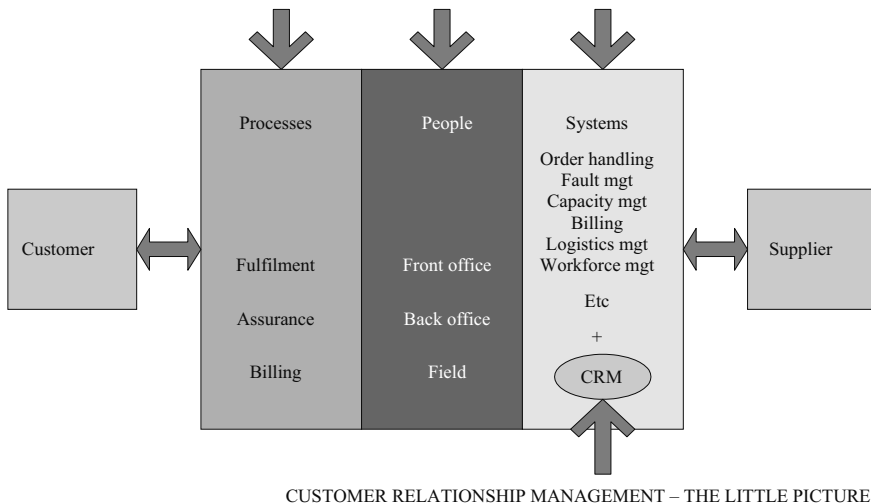 Processes
People
Systems
Order handling
Fault mgt
Capacity mgt
Billing
Logistics mgt
Workforce mgt
Etc
+
CRM
Customer
Supplier
Fulfilment
Front office
Assurance
Back office
Billing
Field
CUSTOMER RELATIONSHIP MANAGEMENT – THE LITTLE PICTURE